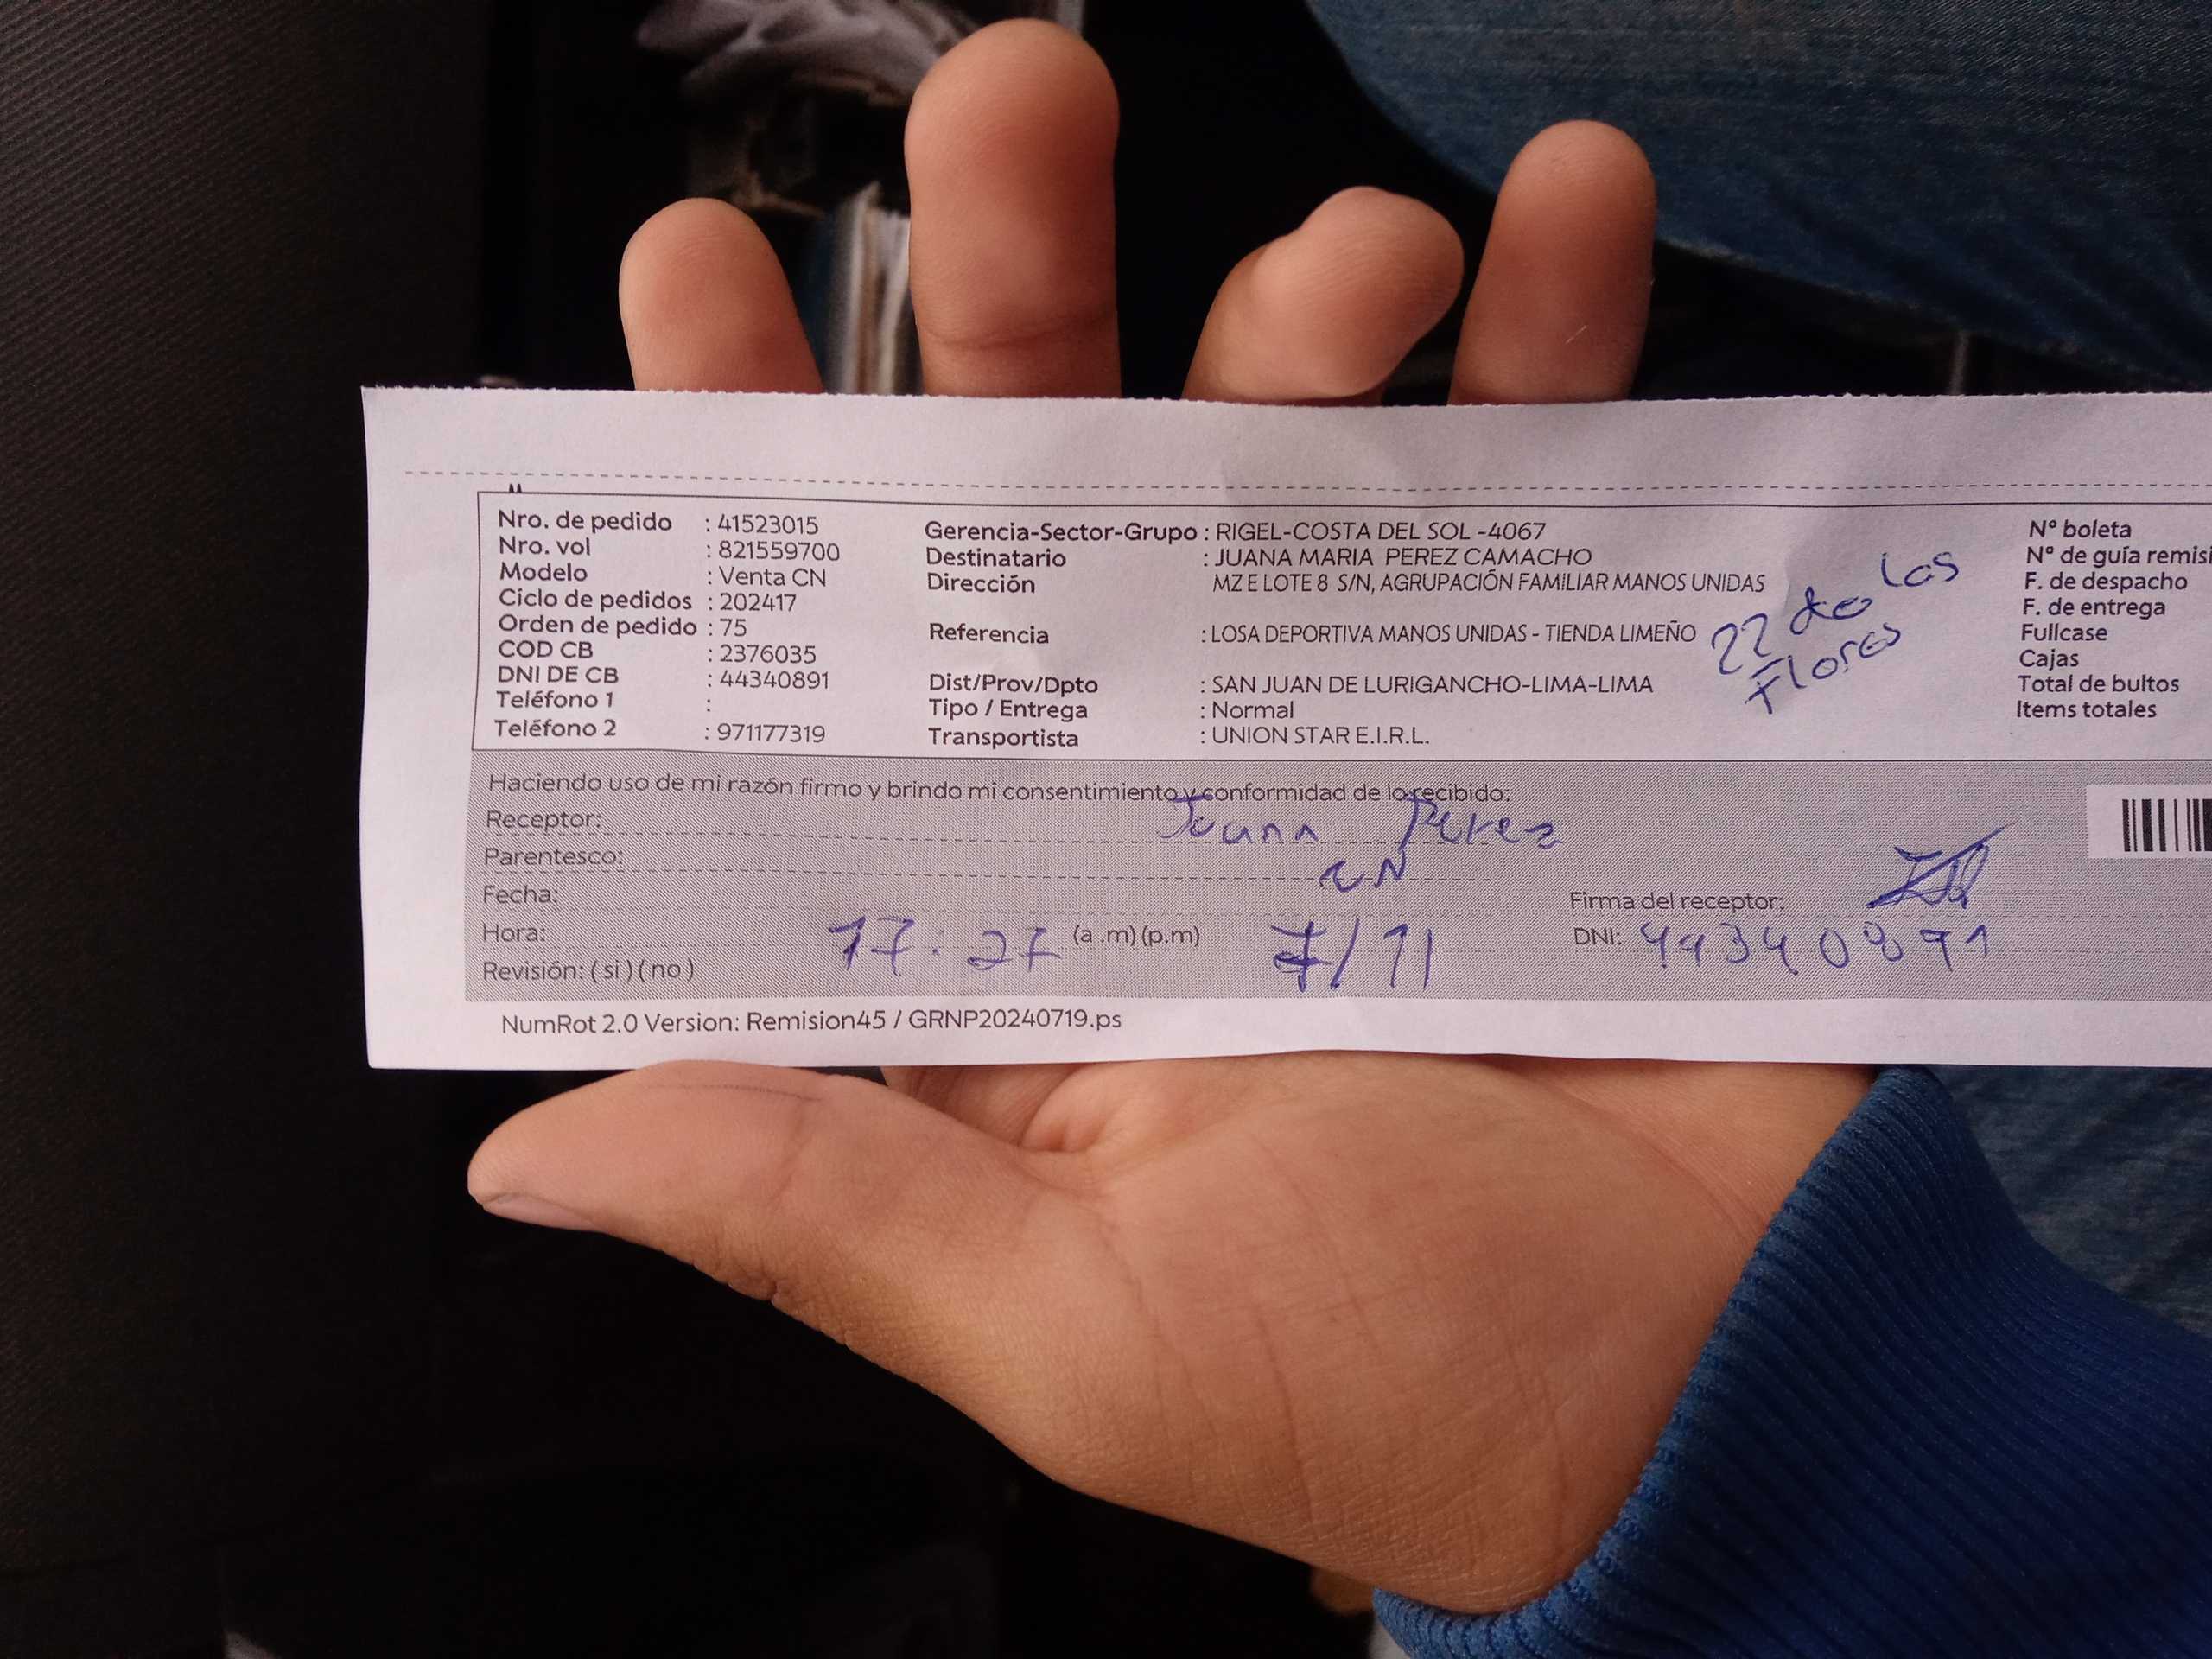 Nro. de pedido : 41523015
Nro. vol : 821559700
Modelo : Venta CN
Ciclo de pedidos : 202417
Orden de pedido : 75
COD CB : 2376035
DNI DE CB : 44340891
Teléfono 1 :
Teléfono 2 : 971177319
Gerencia-Sector-Grupo : RIGEL-COSTA DEL SOL -4067
Destinatario : JUANA MARIA PEREZ CAMACHO
Dirección MZ E LOTE 8 S/N, AGRUPACIÓN FAMILIAR MANOS UNIDAS
Referencia : LOSA DEPORTIVA MANOS UNIDAS - TIENDA LIMEÑO
Dist/Prov/Dpto : SAN JUAN DE LURIGANCHO-LIMA-LIMA
Tipo / Entrega : Normal
Transportista : UNION STAR E.I.R.L.
22 de las
Flores
Nº boleta
Nº de guía remisi
F. de despacho
F. de entrega
Fullcase
Cajas
Total de bultos
Items totales
Haciendo uso de mi razón firmo y brindo mi consentimiento y conformidad de lo recibido:
Receptor: Juana Perez
Parentesco: CN
Fecha:
Hora: 17:27 (a .m) (p.m) 7/11
Revisión: ( si ) ( no )
Firma del receptor:
DNI: 44340891
NumRot 2.0 Version: Remision45 / GRNP20240719.ps